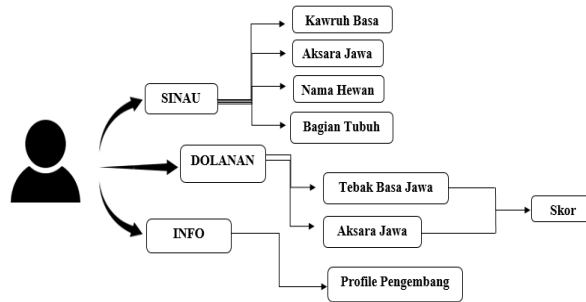 Kawruh Basa
Aksara Jawa
SINAU
Nama Hewan
Bagian Tubuh
DOLANAN
Tebak Basa Jawa
Skor
Aksara Jawa
INFO
Profile Pengembang